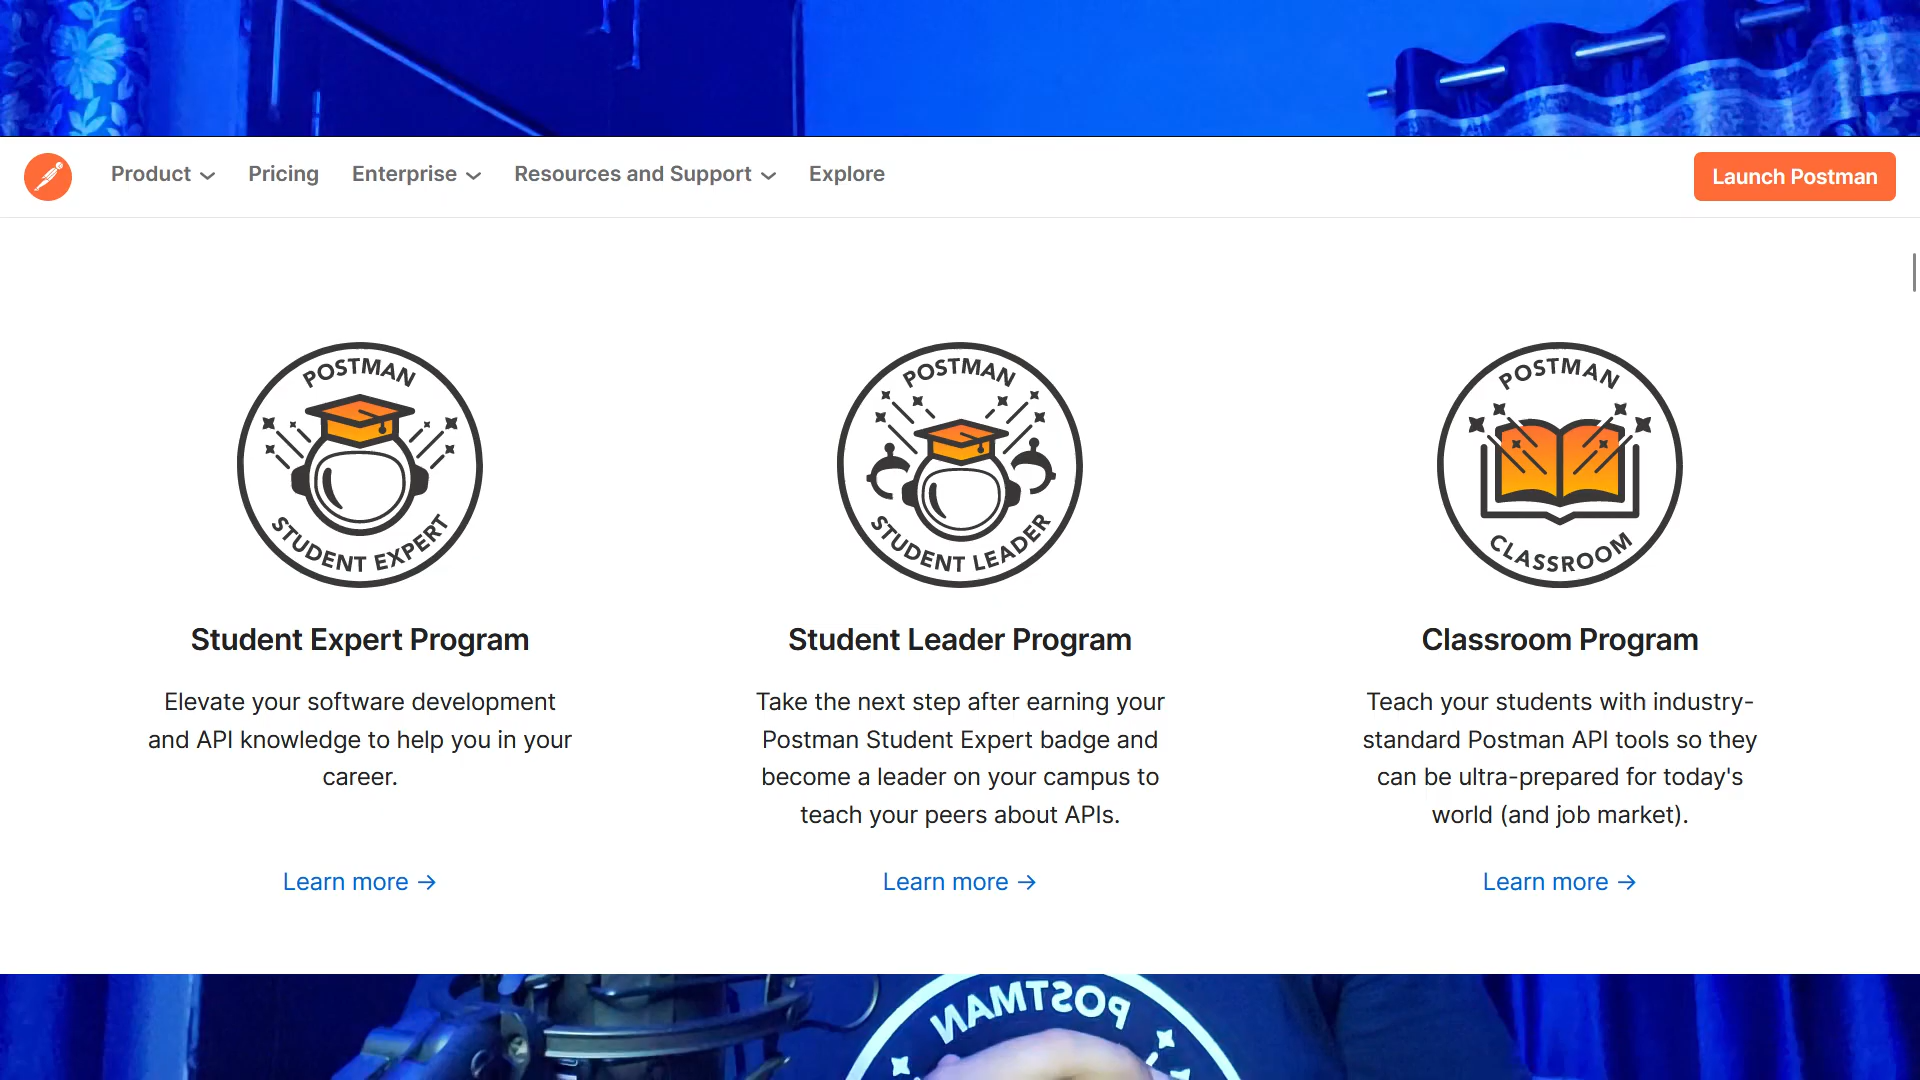 Product Pricing Enterprise Resources and Support Explore Launch Postman
POSTMAN
STUDENT EXPERT
POSTMAN
STUDENT LEADER
POSTMAN
CLASSROOM
Student Expert Program
Elevate your software development
and API knowledge to help you in your
career.
Learn more →
Student Leader Program
Take the next step after earning your
Postman Student Expert badge and
become a leader on your campus to
teach your peers about APIs.
Learn more →
Classroom Program
Teach your students with industry-
standard Postman API tools so they
can be ultra-prepared for today's
world (and job market).
Learn more →
POSTMAN